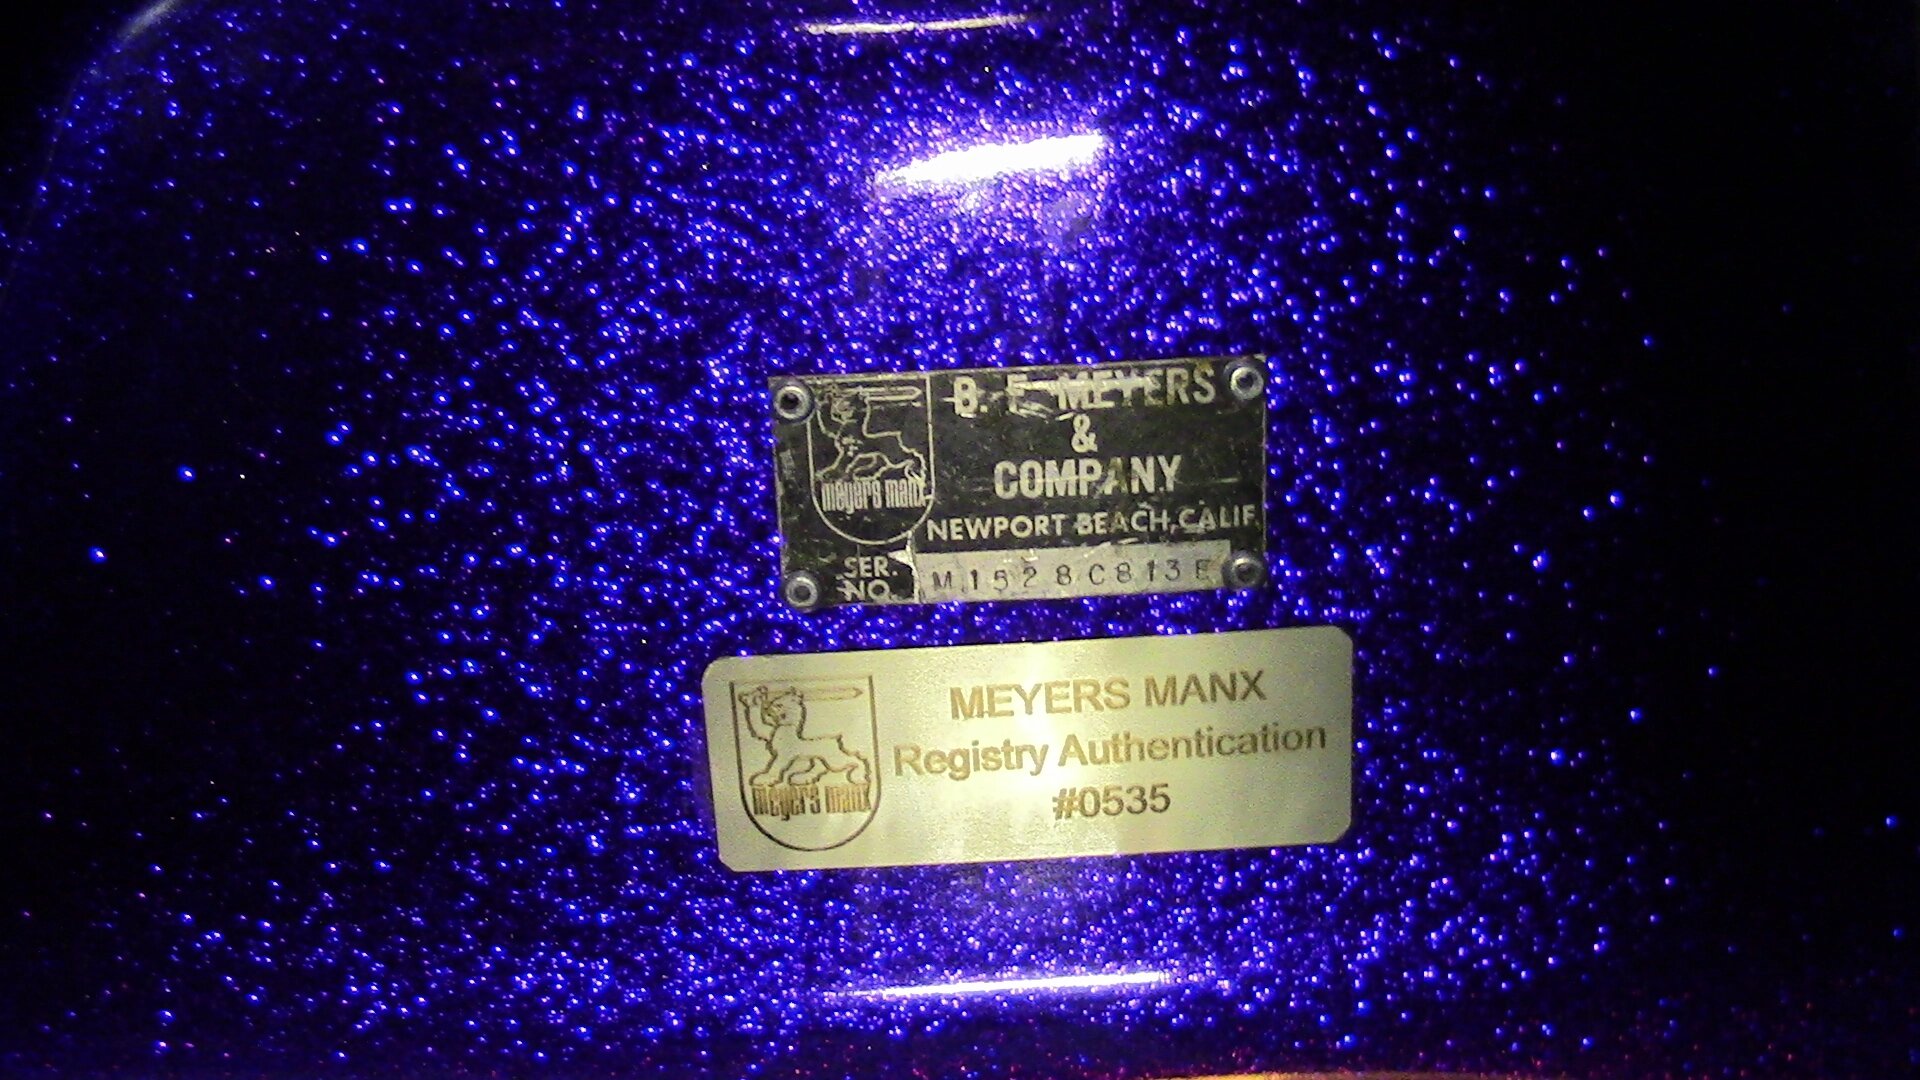 B. F. MEYERS
&
COMPANY
meyers manx
NEWPORT BEACH, CALIF.
SER.
NO. M1528C813E
MEYERS MANX
Registry Authentication
#0535
meyers manx